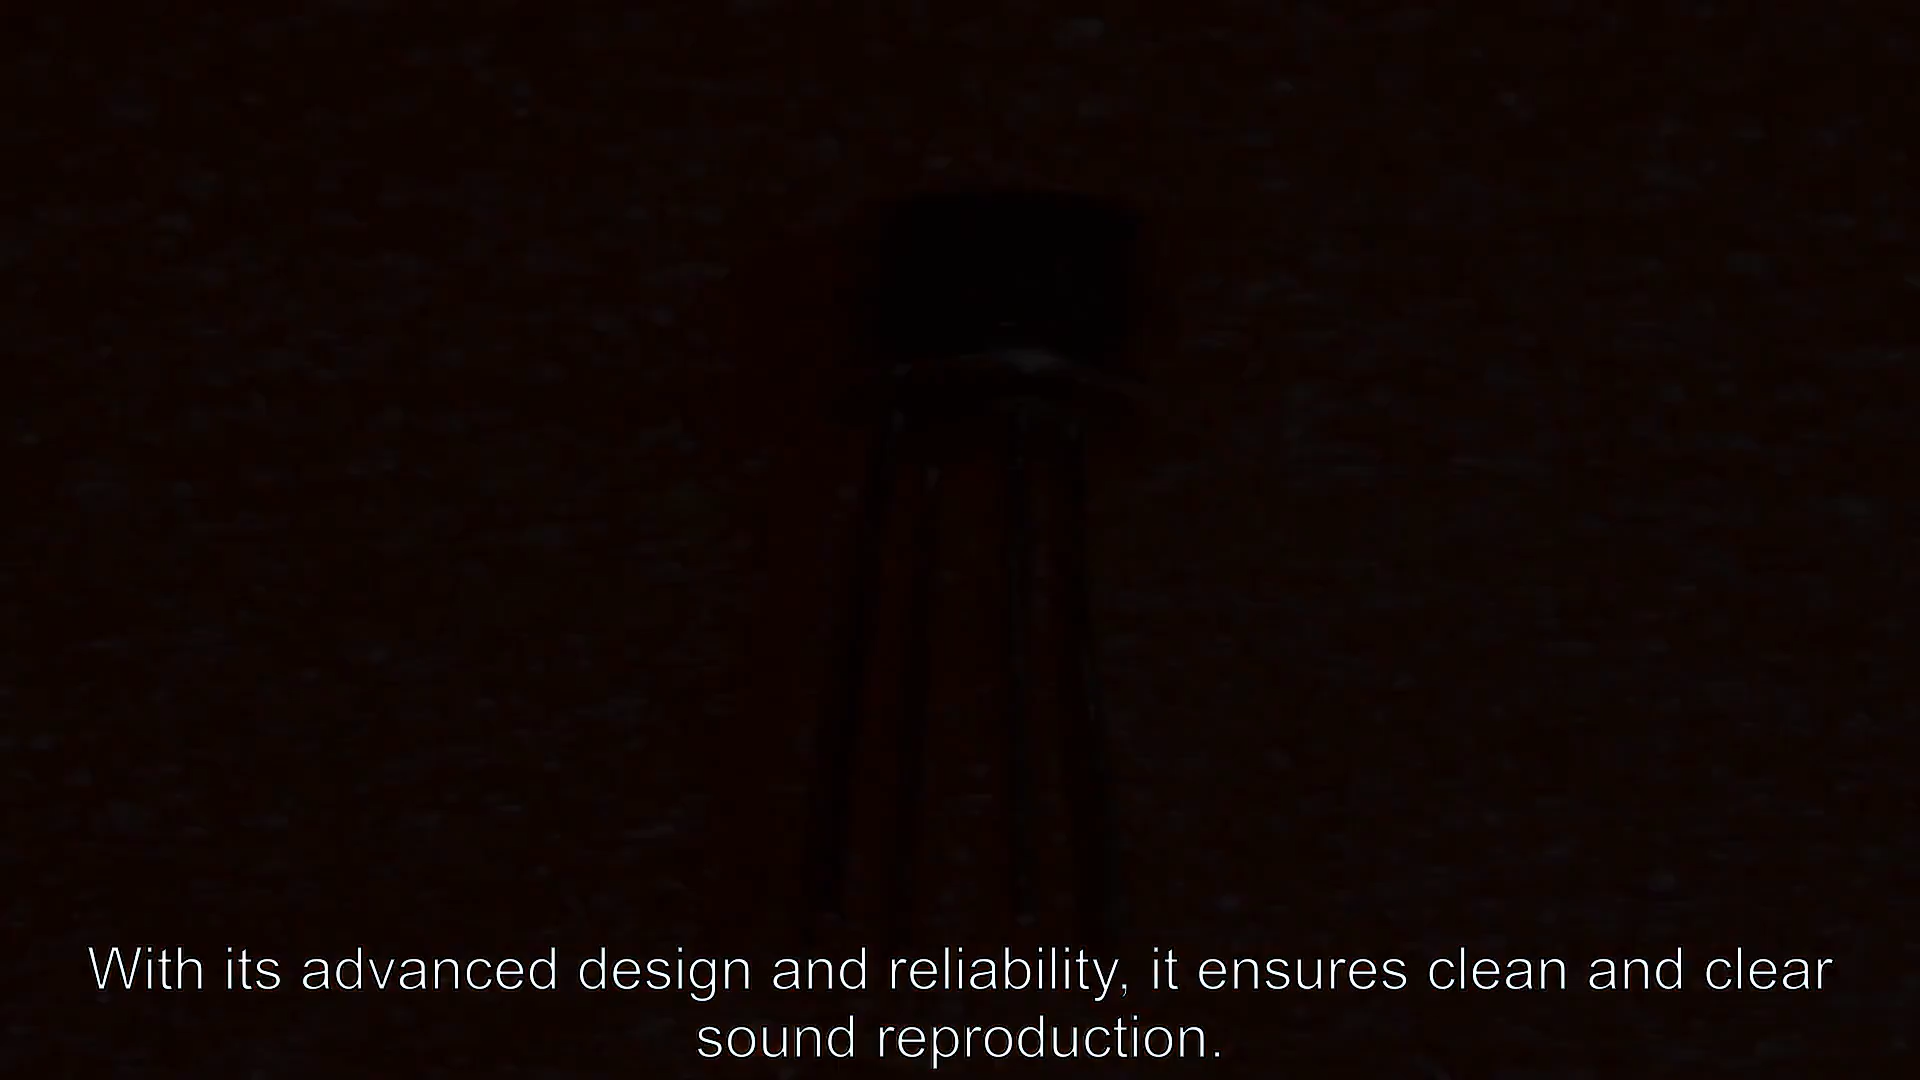 With its advanced design and reliability, it ensures clean and clear
sound reproduction.